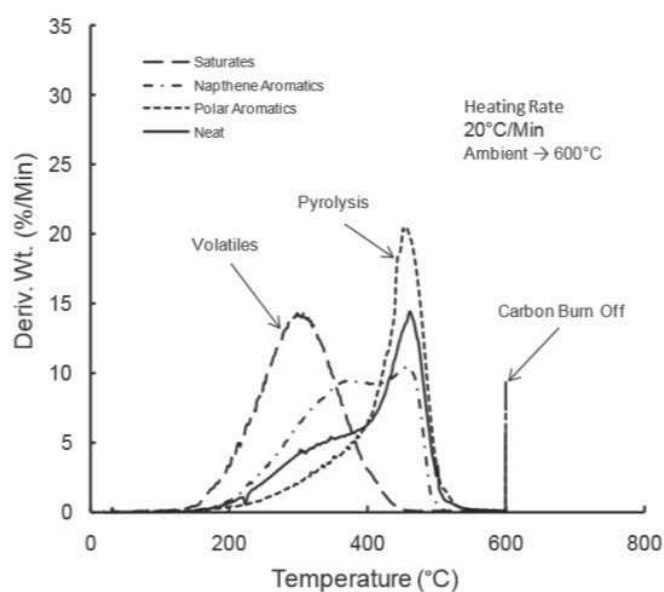 35
30
25
20
15
10
5
0
Deriv. Wt. (%/Min)
Saturates
Napthene Aromatics
Polar Aromatics
Neat
Heating Rate
20°C/Min
Ambient → 600°C
Pyrolysis
Volatiles
Carbon Burn Off
0 200 400 600 800
Temperature (°C)